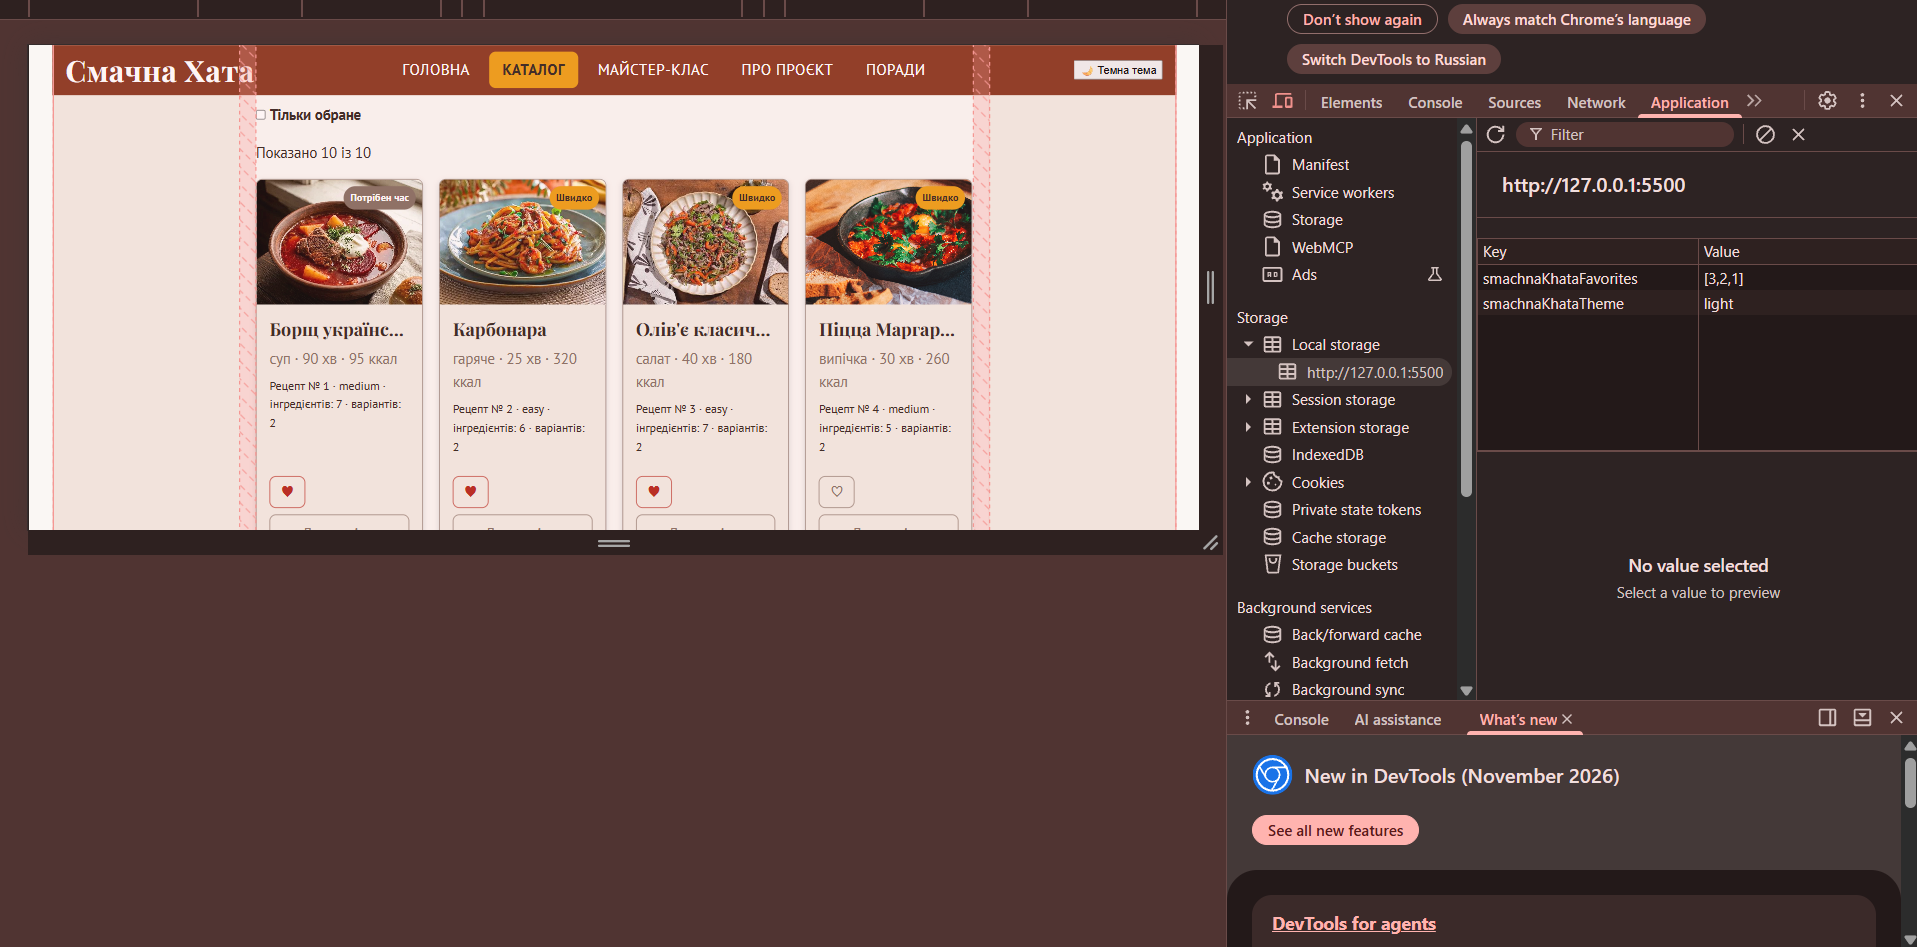 Смачна Хата
ГОЛОВНА
КАТАЛОГ
МАЙСТЕР-КЛАС
ПРО ПРОЄКТ
ПОРАДИ
🌙 Темна тема
Тільки обране
Показано 10 із 10
Потрібен час
Борщ українс...
суп · 90 хв · 95 ккал
Рецепт № 1 · medium ·
інгредієнтів: 7 · варіантів:
2
Швидко
Карбонара
гаряче · 25 хв · 320
ккал
Рецепт № 2 · easy ·
інгредієнтів: 6 · варіантів:
2
Швидко
Олів'є класич...
салат · 40 хв · 180
ккал
Рецепт № 3 · easy ·
інгредієнтів: 7 · варіантів:
2
Швидко
Піцца Маргар...
випічка · 30 хв · 260
ккал
Рецепт № 4 · medium ·
інгредієнтів: 5 · варіантів:
2
Don't show again
Always match Chrome's language
Switch DevTools to Russian
Elements
Console
Sources
Network
Application
Application
Manifest
Service workers
Storage
WebMCP
Ads
Storage
Local storage
http://127.0.0.1:5500
Session storage
Extension storage
IndexedDB
Cookies
Private state tokens
Cache storage
Storage buckets
Background services
Back/forward cache
Background fetch
Background sync
Filter
http://127.0.0.1:5500
Key
Value
smachnaKhataFavorites
[3,2,1]
smachnaKhataTheme
light
No value selected
Select a value to preview
Console
AI assistance
What's new
New in DevTools (November 2026)
See all new features
DevTools for agents